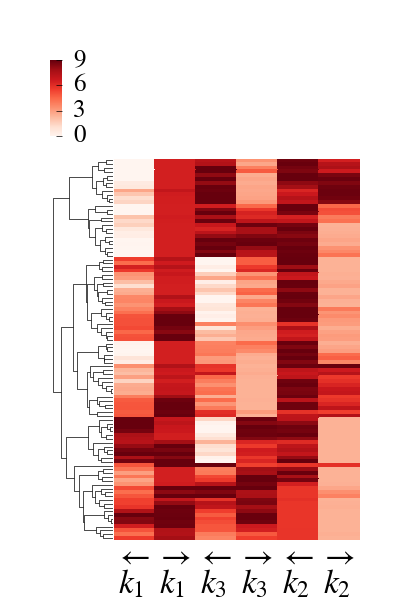 9
6
3
0
← → ← → ← →
k₁ k₁ k₃ k₃ k₂ k₂